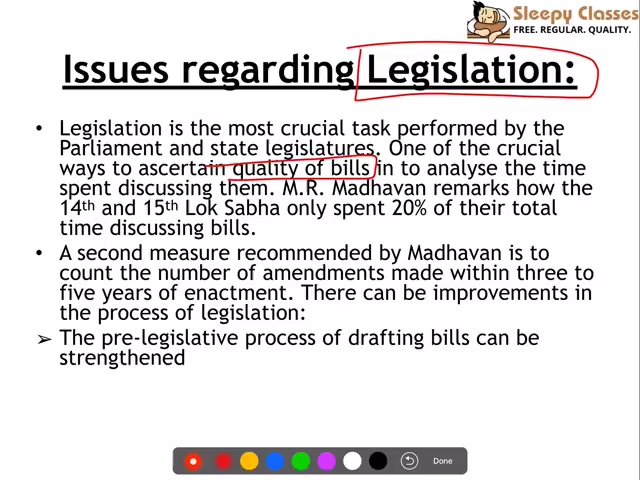 Sleepy Classes
FREE. REGULAR. QUALITY.
Issues regarding Legislation:
• Legislation is the most crucial task performed by the
Parliament and state legislatures. One of the crucial
ways to ascertain quality of bills in to analyse the time
spent discussing them. M.R. Madhavan remarks how the
14th and 15th Lok Sabha only spent 20% of their total
time discussing bills.
• A second measure recommended by Madhavan is to
count the number of amendments made within three to
five years of enactment. There can be improvements in
the process of legislation:
➢ The pre-legislative process of drafting bills can be
strengthened
Done